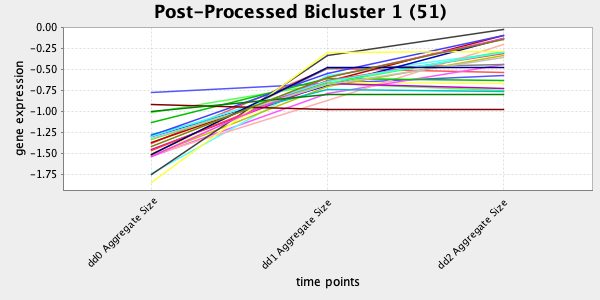 Post-Processed Bicluster 1 (51)
0.00
-0.25
-0.50
-0.75
-1.00
-1.25
-1.50
-1.75
gene expression
dd0 Aggregate Size
dd1 Aggregate Size
dd2 Aggregate Size
time points